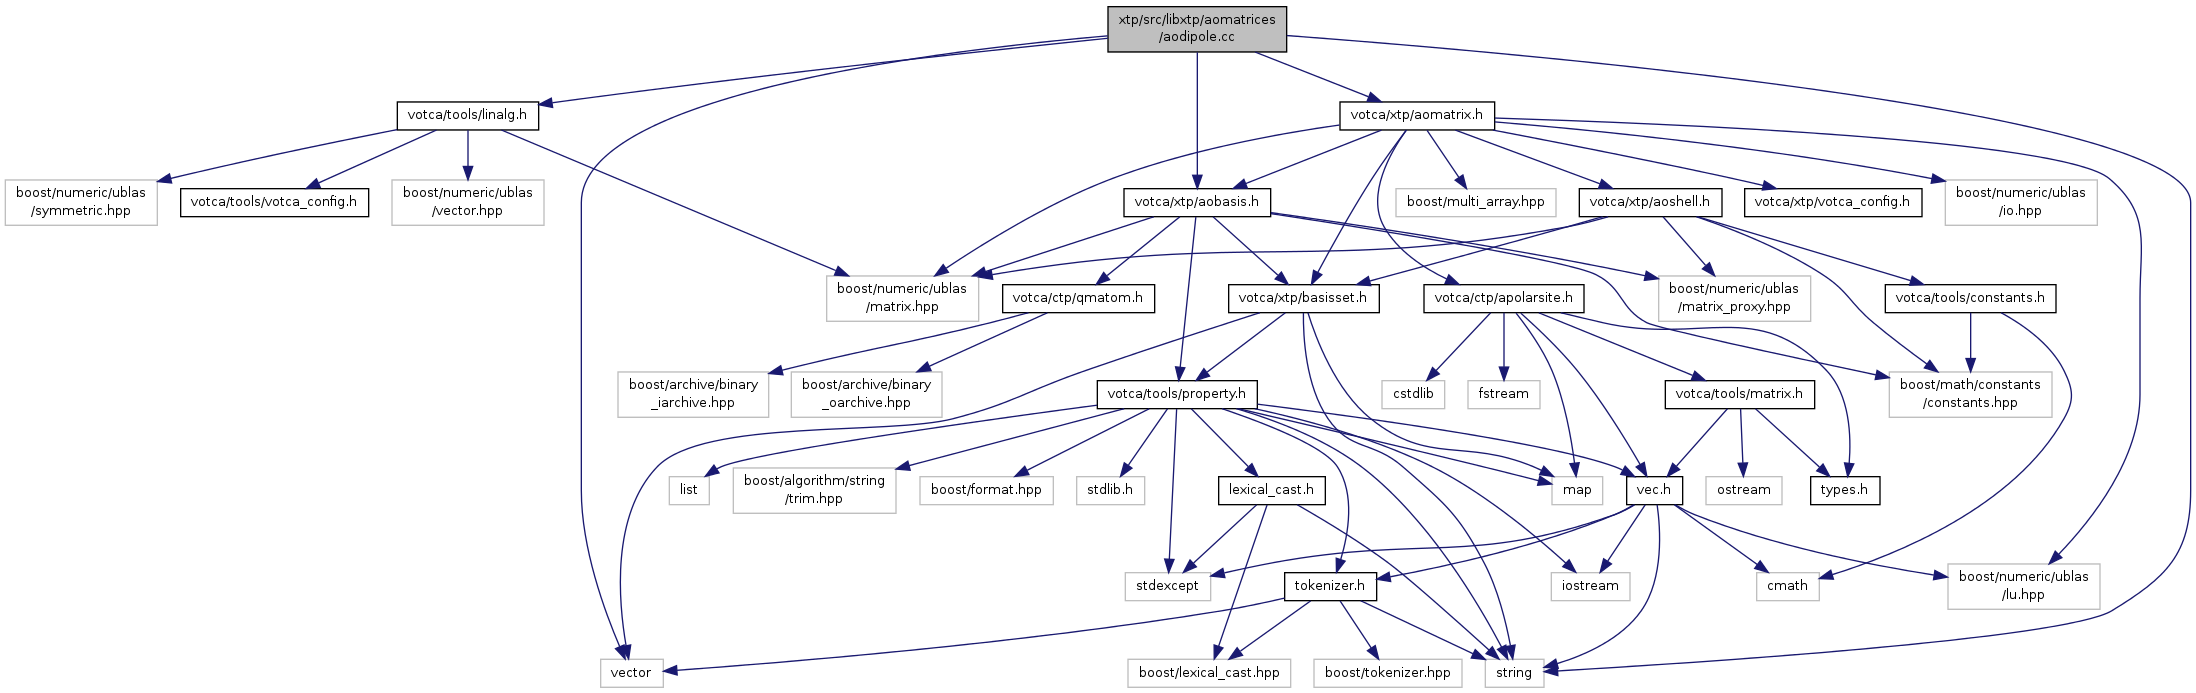 xtp/src/libxtp/aomatrices
/aodipole.cc
votca/tools/linalg.h
votca/xtp/aomatrix.h
boost/numeric/ublas
/symmetric.hpp
votca/tools/votca_config.h
boost/numeric/ublas
/vector.hpp
votca/xtp/aobasis.h
boost/multi_array.hpp
votca/xtp/aoshell.h
votca/xtp/votca_config.h
boost/numeric/ublas
/io.hpp
boost/numeric/ublas
/matrix.hpp
votca/ctp/qmatom.h
votca/xtp/basisset.h
votca/ctp/apolarsite.h
boost/numeric/ublas
/matrix_proxy.hpp
votca/tools/constants.h
boost/archive/binary
_iarchive.hpp
boost/archive/binary
_oarchive.hpp
votca/tools/property.h
cstdlib
fstream
votca/tools/matrix.h
boost/math/constants
/constants.hpp
list
boost/algorithm/string
/trim.hpp
boost/format.hpp
stdlib.h
lexical_cast.h
map
vec.h
ostream
types.h
stdexcept
tokenizer.h
iostream
cmath
boost/numeric/ublas
/lu.hpp
vector
boost/lexical_cast.hpp
boost/tokenizer.hpp
string